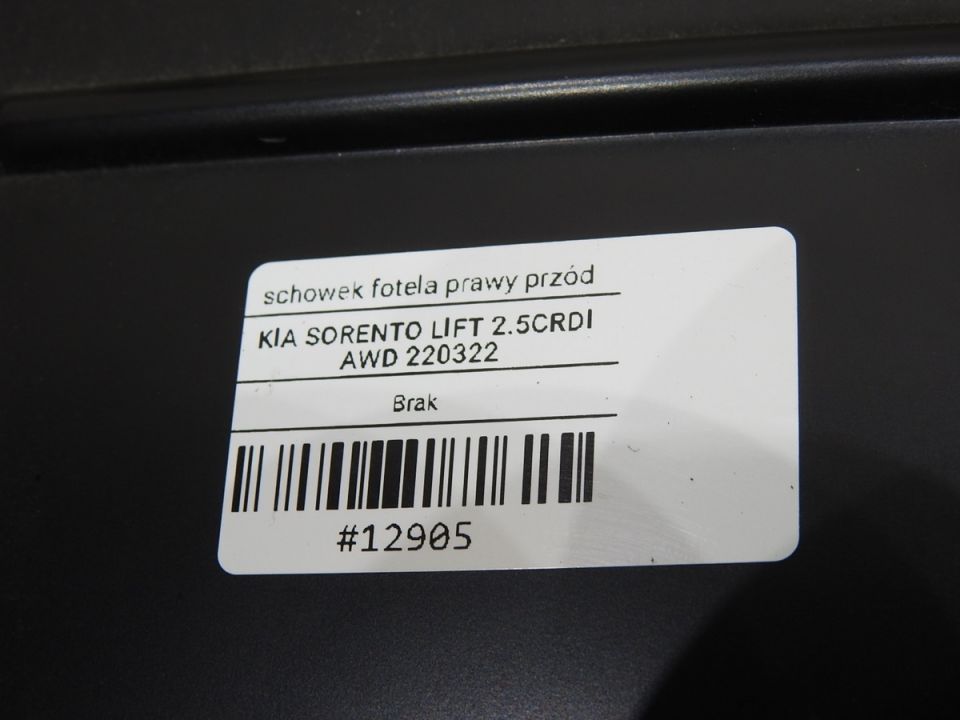 schowek fotela prawy przód
KIA SORENTO LIFT 2.5CRDI
AWD 220322
Brak
#12905